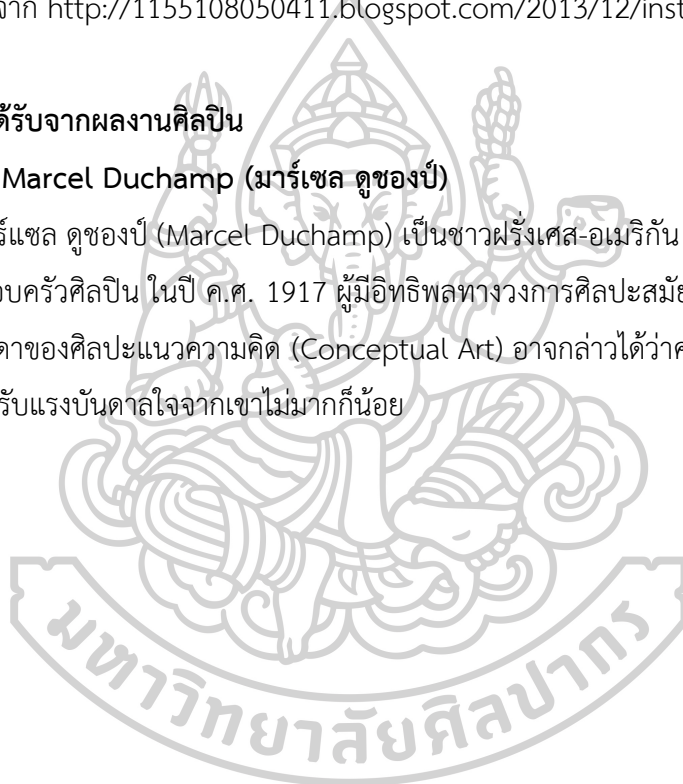 จาก http://1155108050411.blogspot.com/2013/12/inst
ด้รับจากผลงานศิลปิน
Marcel Duchamp (มาร์เซล ดูชองป์)
ร์แซล ดูชองป์ (Marcel Duchamp) เป็นชาวฝรั่งเศส-อเมริกัน
อบครัวศิลปิน ในปี ค.ศ. 1917 ผู้มีอิทธิพลทางวงการศิลปะสมัย
ดาของศิลปะแนวความคิด (Conceptual Art) อาจกล่าวได้ว่าค
รับแรงบันดาลใจจากเขาไม่มากก็น้อย
มหาวิทยาลัยศิลปากร